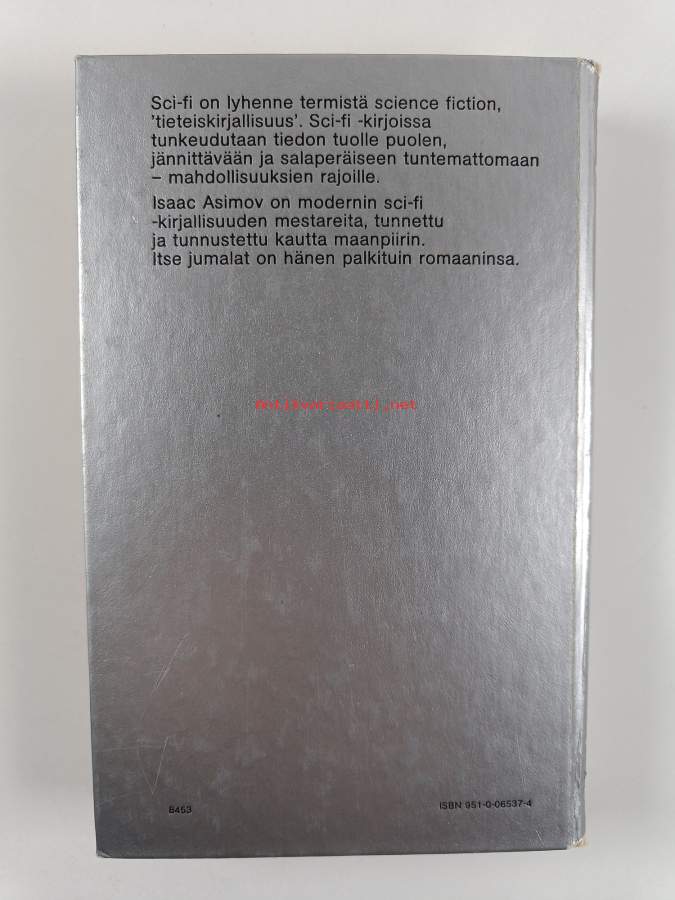 Sci-fi on lyhenne termistä science fiction,
'tieteiskirjallisuus'. Sci-fi -kirjoissa
tunkeudutaan tiedon tuolle puolen,
jännittävään ja salaperäiseen tuntemattomaan
– mahdollisuuksien rajoille.
Isaac Asimov on modernin sci-fi
-kirjallisuuden mestareita, tunnettu
ja tunnustettu kautta maanpiirin.
Itse jumalat on hänen palkituin romaaninsa.
Antikvariaatti.net
8453
ISBN 951-0-06537-4